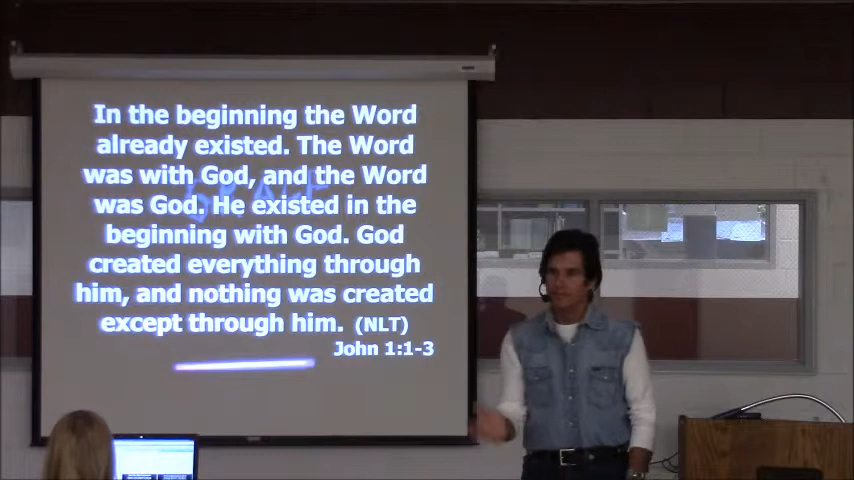 In the beginning the Word
already existed. The Word
was with God, and the Word
was God. He existed in the
beginning with God. God
created everything through
him, and nothing was created
except through him. (NLT)
John 1:1-3
GRACE